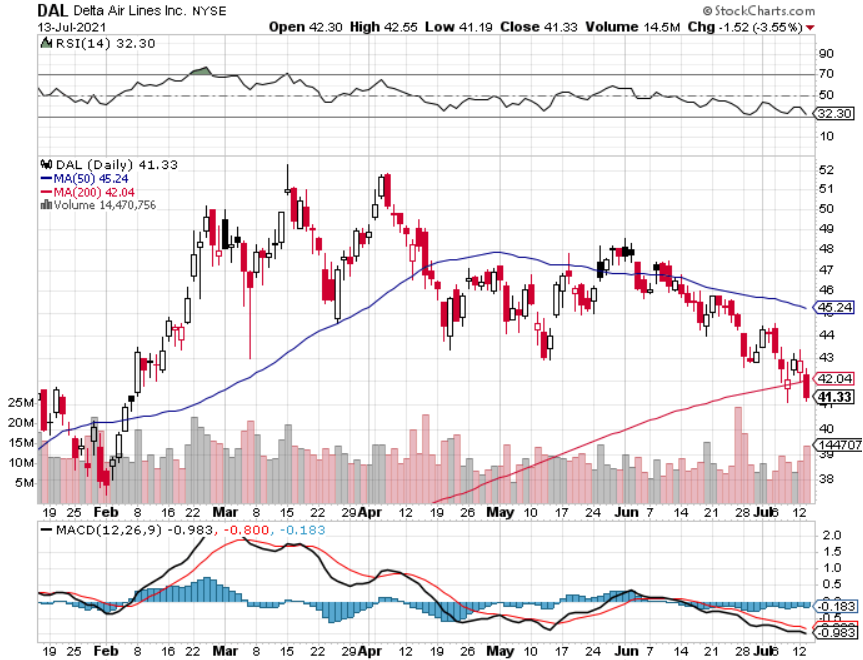 DAL Delta Air Lines Inc. NYSE © StockCharts.com
13-Jul-2021 Open 42.30 High 42.55 Low 41.19 Close 41.33 Volume 14.5M Chg -1.52 (-3.55%)
RSI(14) 32.30
90
70
50
32.30
10
DAL (Daily) 41.33
MA(50) 45.24
MA(200) 42.04
Volume 14,470,756
52
51
50
49
48
47
46
45.24
44
43
42.04
41.33
40
39
38
144707
25M
20M
15M
10M
5M
19 25 Feb 8 16 22 Mar 8 15 22 29 Apr 12 19 26 May 10 17 24 Jun 7 14 21 28 Jul 6 12
MACD(12,26,9) -0.983, -0.800, -0.183
2.0
1.5
1.0
0.5
-0.183
-0.5
-0.983
19 25 Feb 8 16 22 Mar 8 15 22 29 Apr 12 19 26 May 10 17 24 Jun 7 14 21 28 Jul 6 12